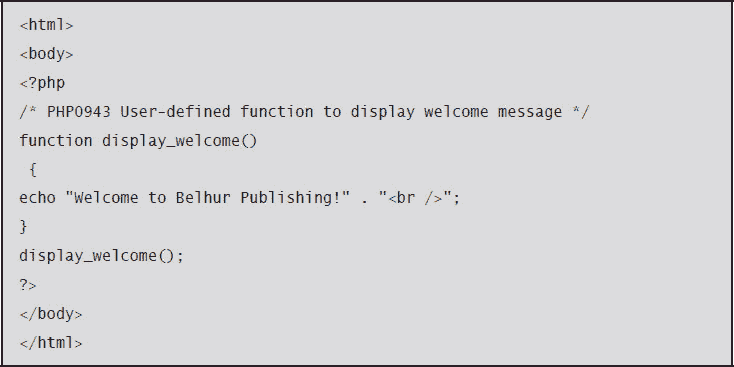 <html>
<body>
<?php
/* PHP0943 User-defined function to display welcome message */
function display_welcome()
{
echo "Welcome to Belhur Publishing!" . "<br />";
}
display_welcome();
?>
</body>
</html>